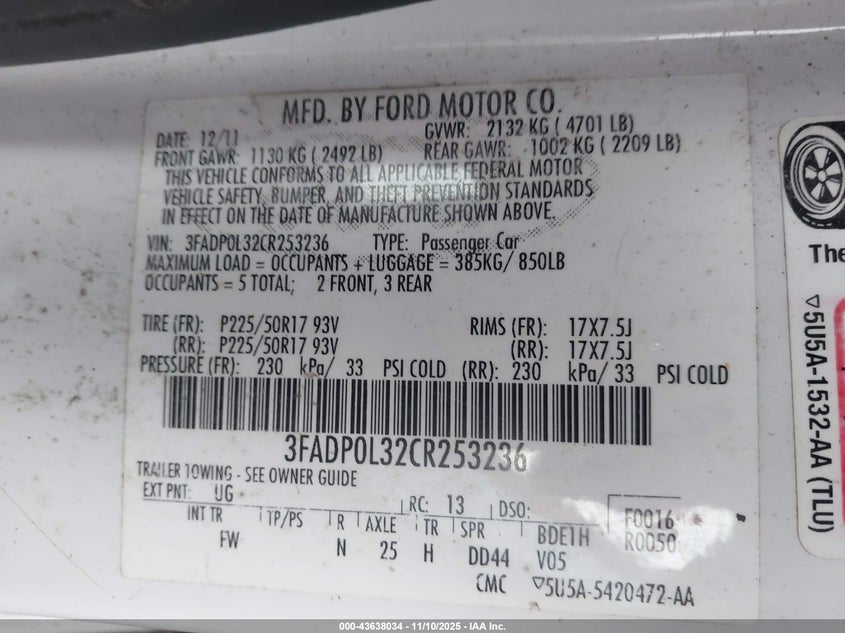 MFD. BY FORD MOTOR CO.
DATE: 12/11 GVWR: 2132 KG ( 4701 LB)
FRONT GAWR: 1130 KG ( 2492 LB) REAR GAWR: 1002 KG ( 2209 LB)
THIS VEHICLE CONFORMS TO ALL APPLICABLE FEDERAL MOTOR
VEHICLE SAFETY, BUMPER, AND THEFT PREVENTION STANDARDS
IN EFFECT ON THE DATE OF MANUFACTURE SHOWN ABOVE.
VIN: 3FADP0L32CR253236 TYPE: Passenger Car
MAXIMUM LOAD = OCCUPANTS + LUGGAGE = 385KG/ 850LB
OCCUPANTS = 5 TOTAL; 2 FRONT, 3 REAR
TIRE (FR): P225/50R17 93V RIMS (FR): 17X7.5J
(RR): P225/50R17 93V (RR): 17X7.5J
PRESSURE (FR): 230 kPa/ 33 PSI COLD (RR): 230 kPa/ 33 PSI COLD
3FADP0L32CR253236
TRAILER TOWING - SEE OWNER GUIDE
EXT PNT: UG RC: 13 DSO: F0016
INT TR TP/PS R AXLE TR SPR BDE1H R0050
FW N 25 H DD44 V05
CMC ▽5U5A-5420472-AA
The
▽5U5A-1532-AA (TLU)
000-43638034 - 11/10/2025 - IAA Inc.